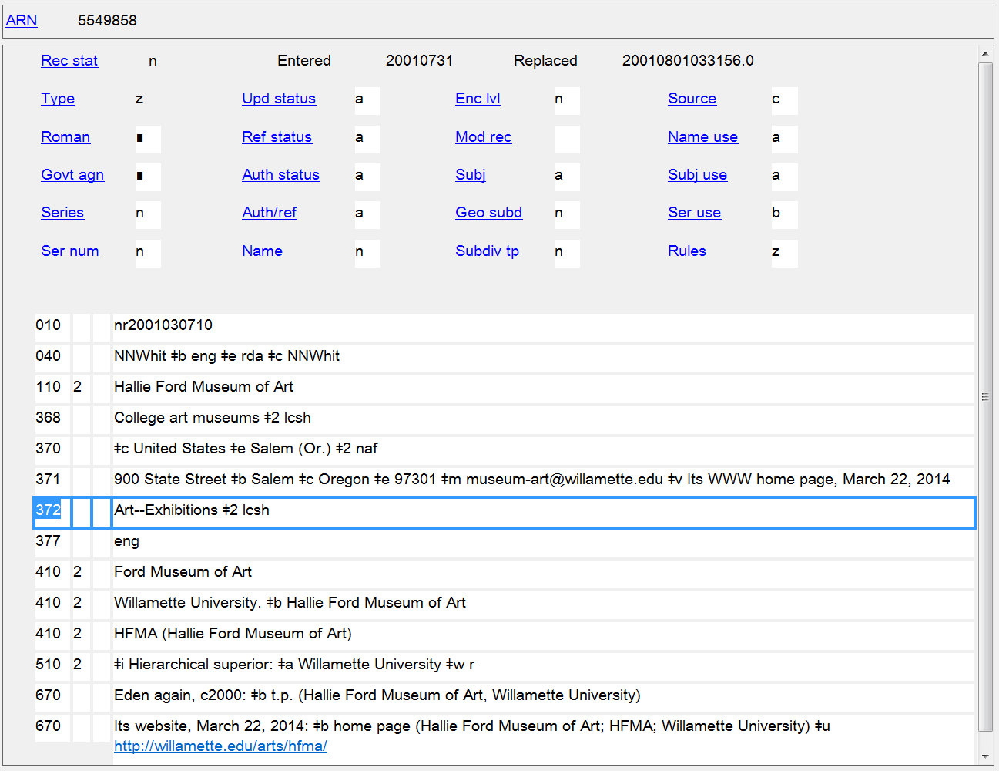 ARN 5549858
Rec stat n Entered 20010731 Replaced 20010801033156.0
Type z Upd status a Enc lvl n Source c
Roman ∎ Ref status a Mod rec Name use a
Govt agn ∎ Auth status a Subj a Subj use a
Series n Auth/ref a Geo subd n Ser use b
Ser num n Name n Subdiv tp n Rules z
010 nr2001030710
040 NNWhit ǂb eng ǂe rda ǂc NNWhit
110 2 Hallie Ford Museum of Art
368 College art museums ǂ2 lcsh
370 ǂc United States ǂe Salem (Or.) ǂ2 naf
371 900 State Street ǂb Salem ǂc Oregon ǂe 97301 ǂm museum-art@willamette.edu ǂv Its WWW home page, March 22, 2014
372 Art--Exhibitions ǂ2 lcsh
377 eng
410 2 Ford Museum of Art
410 2 Willamette University. ǂb Hallie Ford Museum of Art
410 2 HFMA (Hallie Ford Museum of Art)
510 2 ǂi Hierarchical superior: ǂa Willamette University ǂw r
670 Eden again, c2000: ǂb t.p. (Hallie Ford Museum of Art, Willamette University)
670 Its website, March 22, 2014: ǂb home page (Hallie Ford Museum of Art; HFMA; Willamette University) ǂu
http://willamette.edu/arts/hfma/